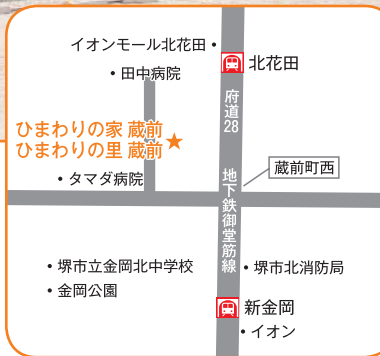 イオンモール北花田・
北花田
・田中病院
府道28
ひまわりの家 蔵前
ひまわりの里 蔵前★
蔵前町西
・タマダ病院
地下鉄御堂筋線
・堺市立金岡北中学校
・堺市北消防局
・金岡公園
新金岡
・イオン